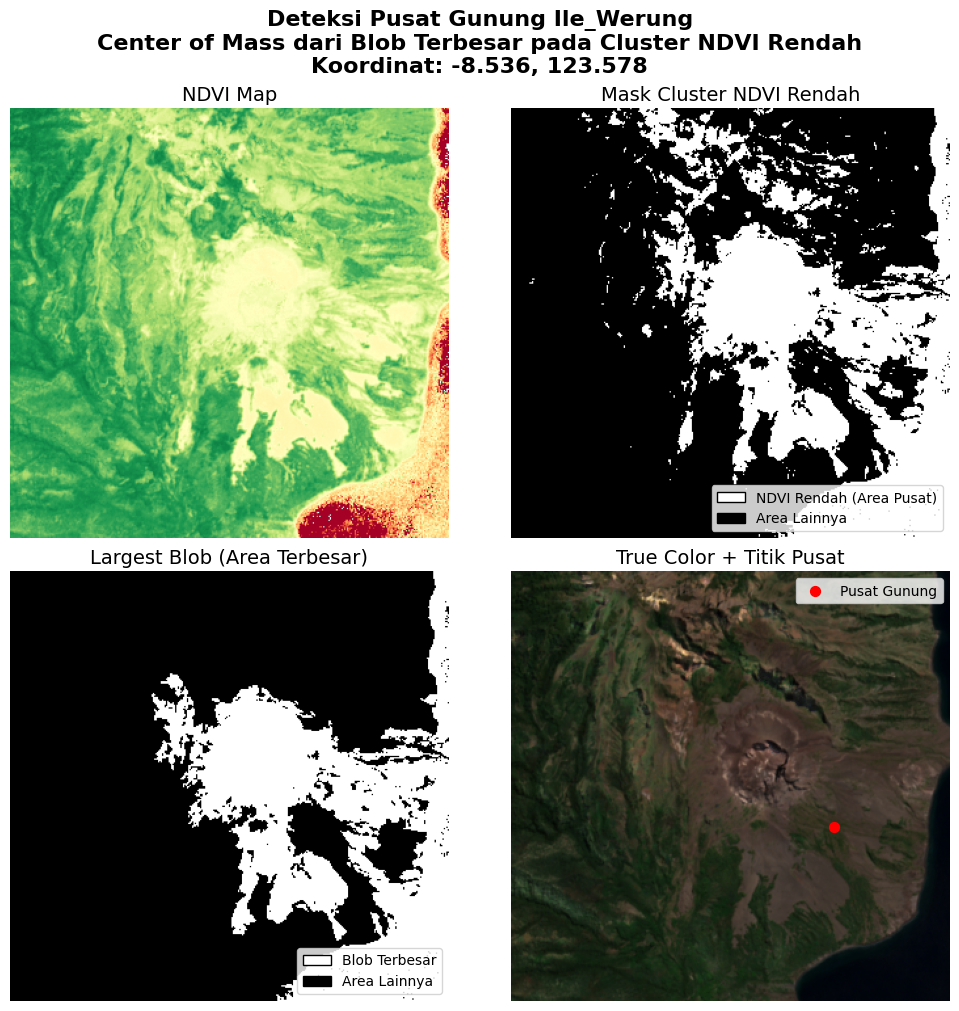 Deteksi Pusat Gunung Ile_Werung
Center of Mass dari Blob Terbesar pada Cluster NDVI Rendah
Koordinat: -8.536, 123.578
NDVI Map
Mask Cluster NDVI Rendah
NDVI Rendah (Area Pusat)
Area Lainnya
Largest Blob (Area Terbesar)
True Color + Titik Pusat
Blob Terbesar
Area Lainnya
Pusat Gunung